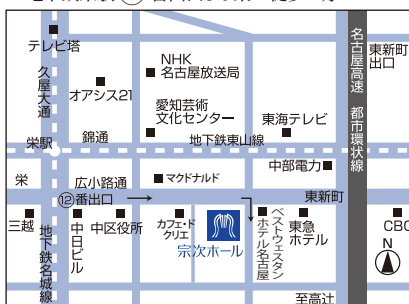 テレビ塔
久屋大通
オアシス21
NHK
名古屋放送局
愛知芸術
文化センター
東海テレビ
名古屋高速 都市環状線
東新町
出口
栄駅
錦通
地下鉄東山線
中部電力
栄
広小路通
マクドナルド
⑫番出口
東新町
三越
地下鉄名城線
中日ビル
中区役所
カフェ・ド
クリエ
宗次ホール
ベストウェスタン
ホテル名古屋
東急
ホテル
CBC
N
至高辻